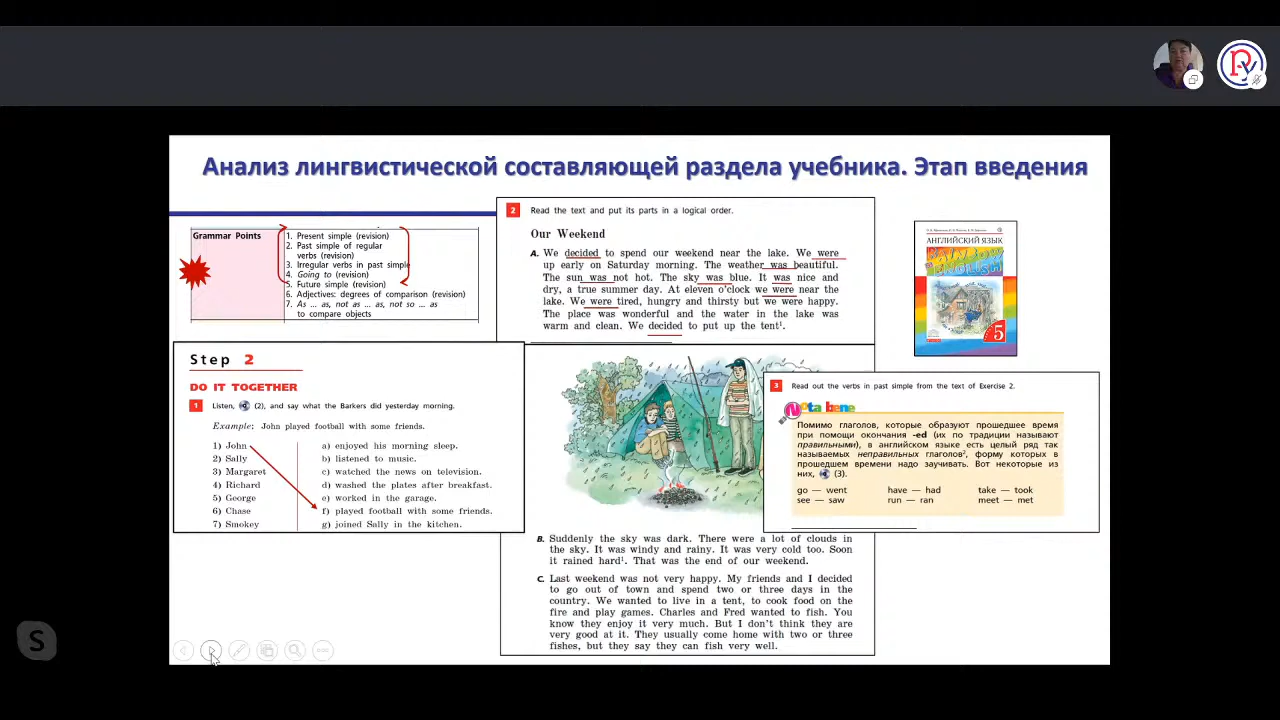 Анализ лингвистической составляющей раздела учебника. Этап введения
Grammar Points
1. Present simple (revision)
2. Past simple of regular
verbs (revision)
3. Irregular verbs in past simple
4. Going to (revision)
5. Future simple (revision)
6. Adjectives: degrees of comparison (revision)
7. As ... as, not as ... as, not so ... as
to compare objects
Step 2
DO IT TOGETHER
1 Listen, (2), and say what the Barkers did yesterday morning.
Example: John played football with some friends.
1) John
2) Sally
3) Margaret
4) Richard
5) George
6) Chase
7) Smokey
a) enjoyed his morning sleep.
b) listened to music.
c) watched the news on television.
d) washed the plates after breakfast.
e) worked in the garage.
f) played football with some friends.
g) joined Sally in the kitchen.
2 Read the text and put its parts in a logical order.
Our Weekend
A. We decided to spend our weekend near the lake. We were
up early on Saturday morning. The weather was beautiful.
The sun was not hot. The sky was blue. It was nice and
dry, a true summer day. At eleven o'clock we were near the
lake. We were tired, hungry and thirsty but we were happy.
The place was wonderful and the water in the lake was
warm and clean. We decided to put up the tent¹.
B. Suddenly the sky was dark. There were a lot of clouds in
the sky. It was windy and rainy. It was very cold too. Soon
it rained hard¹. That was the end of our weekend.
C. Last weekend was not very happy. My friends and I decided
to go out of town and spend two or three days in the
country. We wanted to live in a tent, to cook food on the
fire and play games. Charles and Fred wanted to fish. You
know they enjoy it very much. But I don't think they are
very good at it. They usually come home with two or three
fishes, but they say they can fish very well.
АНГЛИЙСКИЙ ЯЗЫК
RAINBOW
ENGLISH
5
3 Read out the verbs in past simple from the text of Exercise 2.
Nota bene
Помимо глаголов, которые образуют прошедшее время
при помощи окончания -ed (их по традиции называют
правильными), в английском языке есть целый ряд так
называемых неправильных глаголов², форму которых в
прошедшем времени надо заучивать. Вот некоторые из
них, (3).
go — went have — had take — took
see — saw run — ran meet — met
S